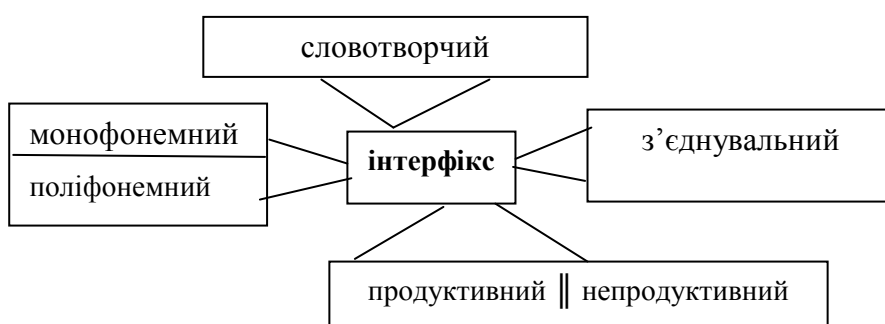 словотворчий
монофонемний
поліфонемний
інтерфікс
з’єднувальний
продуктивний ║ непродуктивний